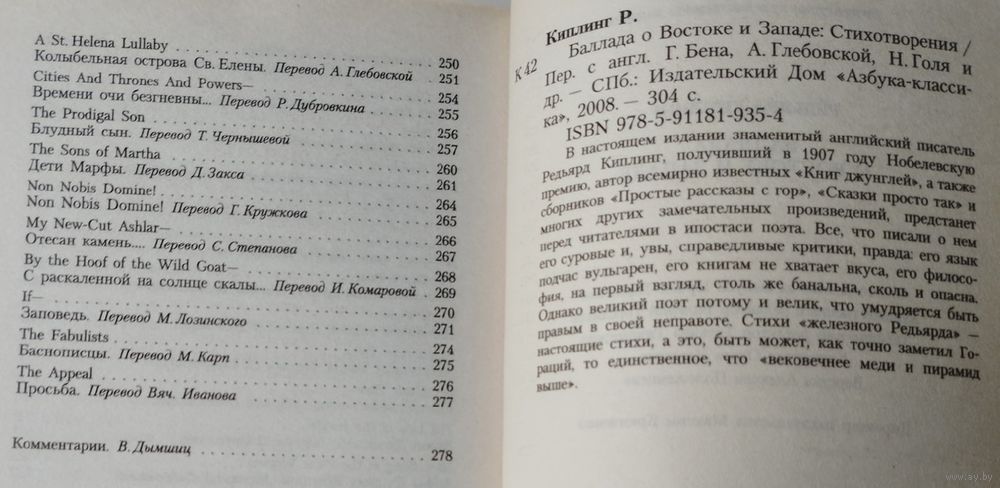 A St. Helena Lullaby . . . . . . . . . . . . . . . . . . . . . . 250
Колыбельная острова Св. Елены. Перевод А. Глебовской . 251
Cities And Thrones And Powers— . . . . . . . . . . . . . . . . 254
Времени очи безгневны... Перевод Р. Дубровкина . . . . . . 255
The Prodigal Son . . . . . . . . . . . . . . . . . . . . . . . . 256
Блудный сын. Перевод Т. Чернышевой . . . . . . . . . . . . 257
The Sons of Martha . . . . . . . . . . . . . . . . . . . . . . . 260
Дети Марфы. Перевод Д. Закса . . . . . . . . . . . . . . . . 261
Non Nobis Domine! . . . . . . . . . . . . . . . . . . . . . . . 264
Non Nobis Domine! Перевод Г. Кружкова . . . . . . . . . . . 265
My New-Cut Ashlar— . . . . . . . . . . . . . . . . . . . . . . 266
Отесан камень.... Перевод С. Степанова . . . . . . . . . . . 267
By the Hoof of the Wild Goat— . . . . . . . . . . . . . . . . . 268
С раскаленной на солнце скалы... Перевод И. Комаровой . 269
If— . . . . . . . . . . . . . . . . . . . . . . . . . . . . . . . 270
Заповедь. Перевод М. Лозинского . . . . . . . . . . . . . . . 271
The Fabulists . . . . . . . . . . . . . . . . . . . . . . . . . . 274
Баснописцы. Перевод М. Карп . . . . . . . . . . . . . . . . . 275
The Appeal . . . . . . . . . . . . . . . . . . . . . . . . . . . 276
Просьба. Перевод Вяч. Иванова . . . . . . . . . . . . . . . . 277
Комментарии. В. Дымшиц . . . . . . . . . . . . . . . . . . . . 278
Киплинг Р.
К 42
Баллада о Востоке и Западе: Стихотворения /
Пер. с англ. Г. Бена, А. Глебовской, Н. Голя и
др. — СПб.: Издательский Дом «Азбука-класси-
ка», 2008. — 304 с.
ISBN 978-5-91181-935-4
В настоящем издании знаменитый английский писатель
Редьярд Киплинг, получивший в 1907 году Нобелевскую
премию, автор всемирно известных «Книг джунглей», а также
сборников «Простые рассказы с гор», «Сказки просто так» и
многих других замечательных произведений, предстанет
перед читателями в ипостаси поэта. Все, что писали о нем
его суровые и, увы, справедливые критики, правда: его язык
подчас вульгарен, его книгам не хватает вкуса, его филосо-
фия, на первый взгляд, столь же банальна, сколь и опасна.
Однако великий поэт потому и велик, что умудряется быть
правым в своей неправоте. Стихи «железного Редьярда» —
настоящие стихи, а это, быть может, как точно заметил Го-
раций, то единственное, что «вековечнее меди и пирамид
выше».
www.ay.by